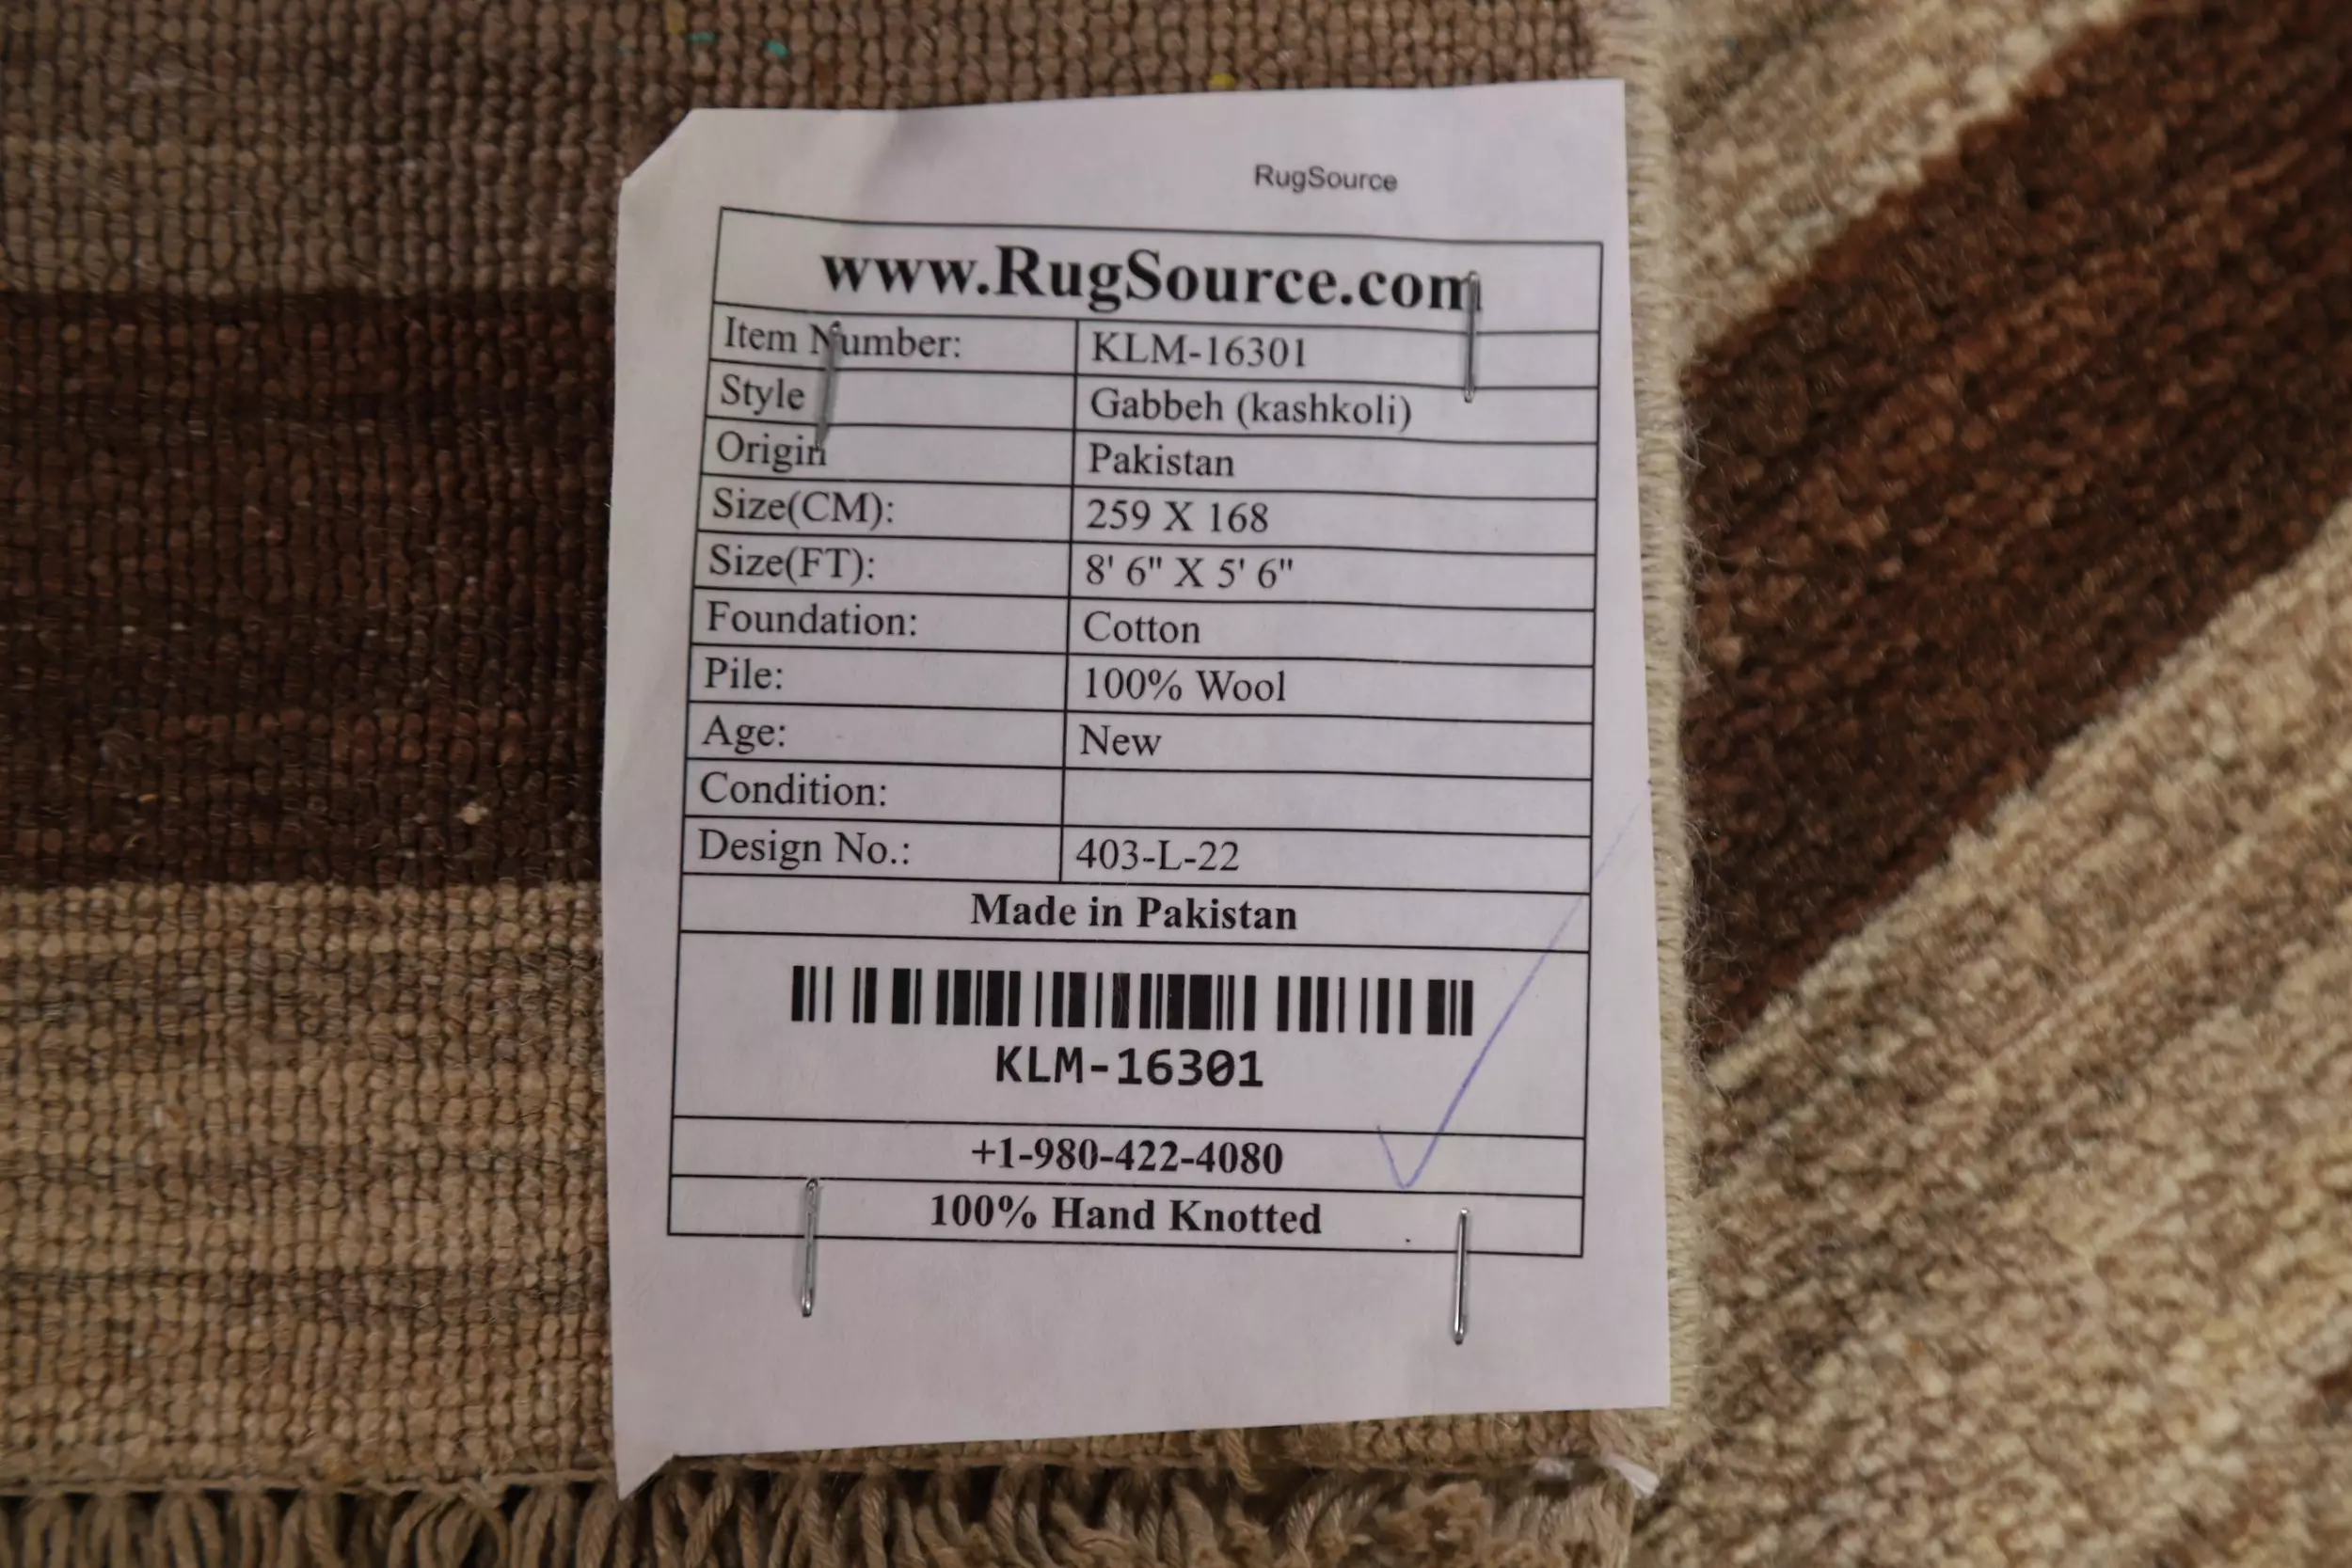 RugSource
www.RugSource.com
Item Number: KLM-16301
Style Gabbeh (kashkoli)
Origin Pakistan
Size(CM): 259 X 168
Size(FT): 8' 6" X 5' 6"
Foundation: Cotton
Pile: 100% Wool
Age: New
Condition:
Design No.: 403-L-22
Made in Pakistan
KLM-16301
+1-980-422-4080
100% Hand Knotted